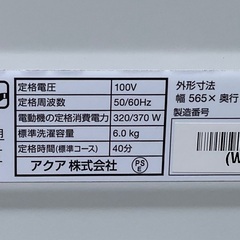 定格電圧 100V
定格周波数 50/60Hz
電動機の定格消費電力 320/370 W
標準洗濯容量 6.0 kg
定格時間(標準コース) 40分
アクア株式会社
PS
E
外形寸法
幅 565× 奥行
製造番号
(W